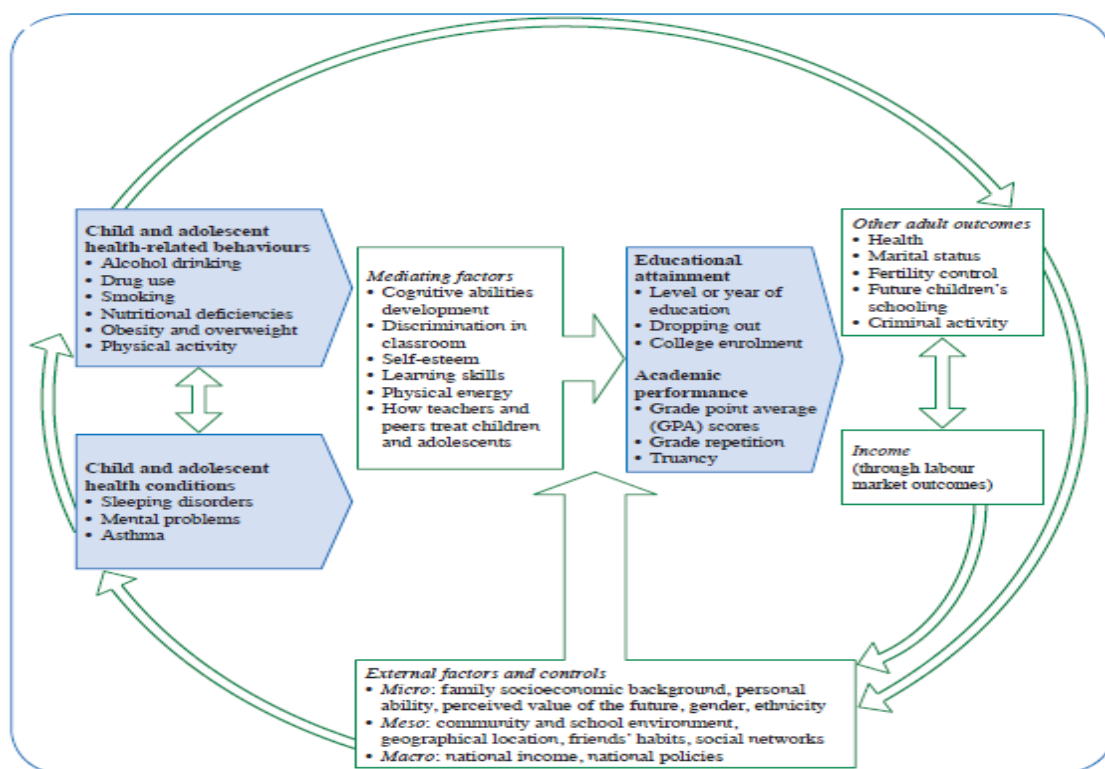 Child and adolescent
health-related behaviours
• Alcohol drinking
• Drug use
• Smoking
• Nutritional deficiencies
• Obesity and overweight
• Physical activity
Child and adolescent
health conditions
• Sleeping disorders
• Mental problems
• Asthma
Mediating factors
• Cognitive abilities
development
• Discrimination in
classroom
• Self-esteem
• Learning skills
• Physical energy
• How teachers and
peers treat children
and adolescents
Educational
attainment
• Level or year of
education
• Dropping out
• College enrolment
Academic
performance
• Grade point average
(GPA) scores
• Grade repetition
• Truancy
Other adult outcomes
• Health
• Marital status
• Fertility control
• Future children's
schooling
• Criminal activity
Income
(through labour
market outcomes)
External factors and controls
• Micro: family socioeconomic background, personal
ability, perceived value of the future, gender, ethnicity
• Meso: community and school environment,
geographical location, friends' habits, social networks
• Macro: national income, national policies